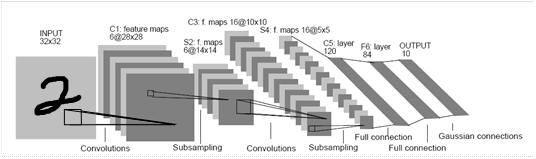 INPUT
32x32
C1: feature maps
6@28x28
S2: f. maps
6@14x14
C3: f. maps 16@10x10
S4: f. maps 16@5x5
C5: layer
120
F6: layer
84
OUTPUT
10
2
Convolutions
Subsampling
Convolutions
Subsampling
Full connection
Full connection
Gaussian connections